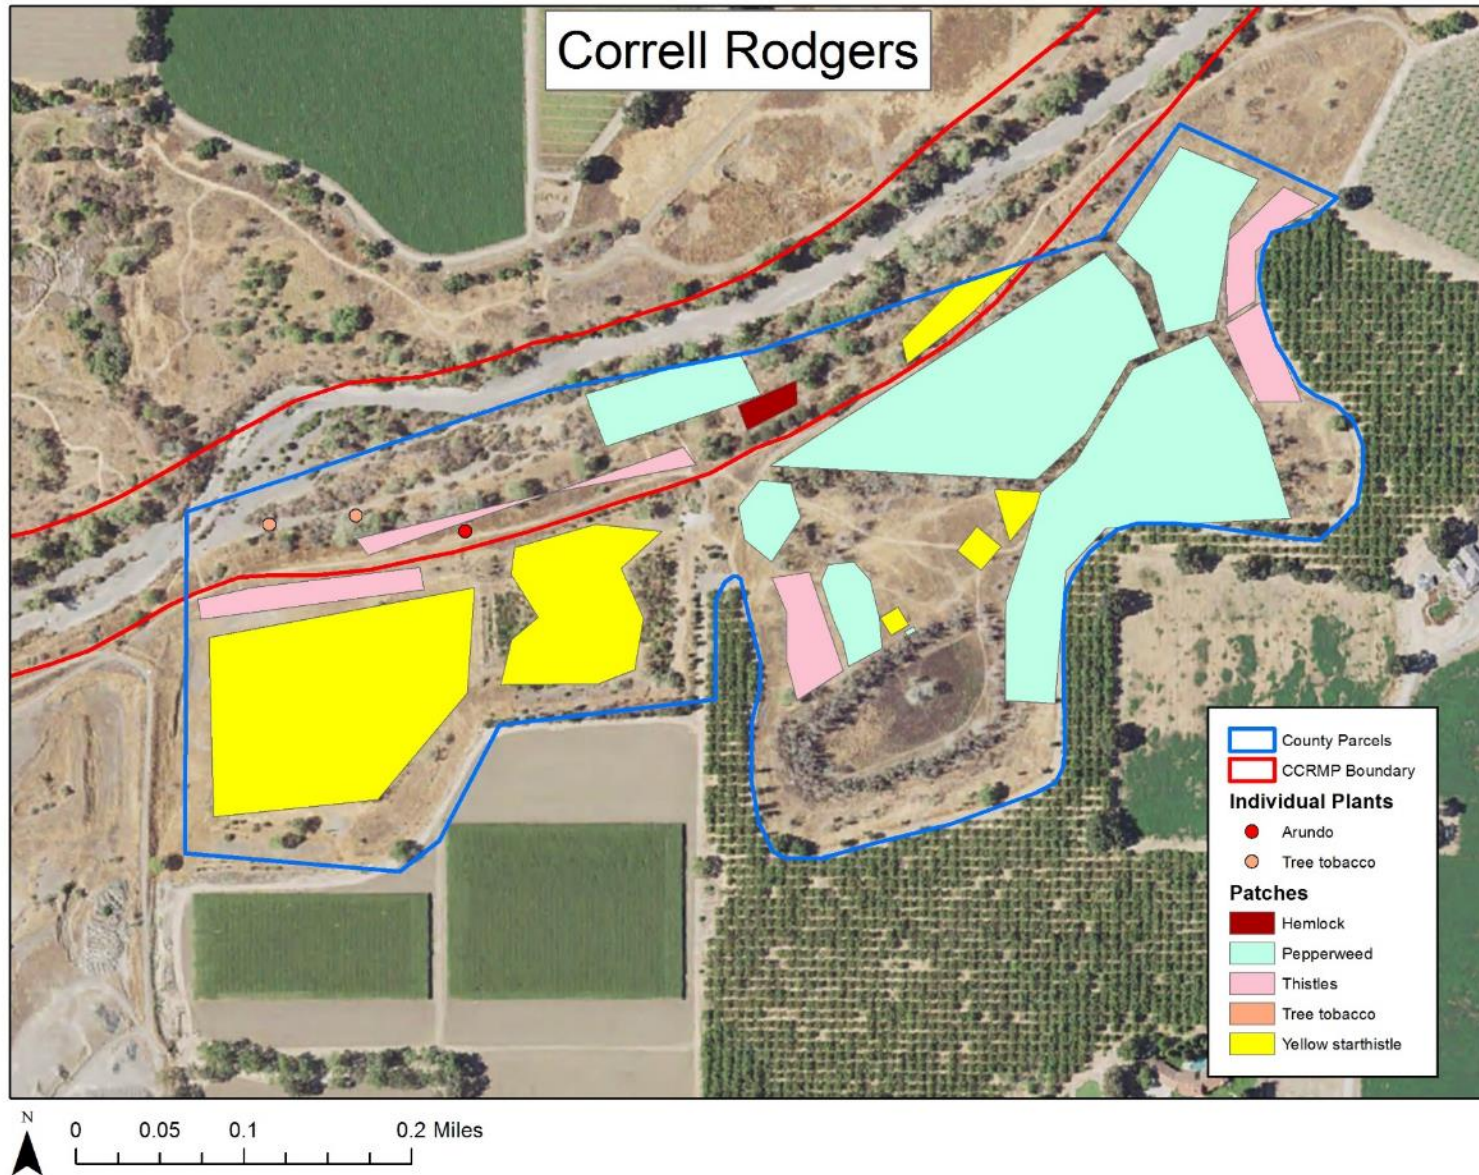 Correll Rodgers
County Parcels
CCRMP Boundary
Individual Plants
Arundo
Tree tobacco
Patches
Hemlock
Pepperweed
Thistles
Tree tobacco
Yellow starthistle
N
0 0.05 0.1 0.2 Miles